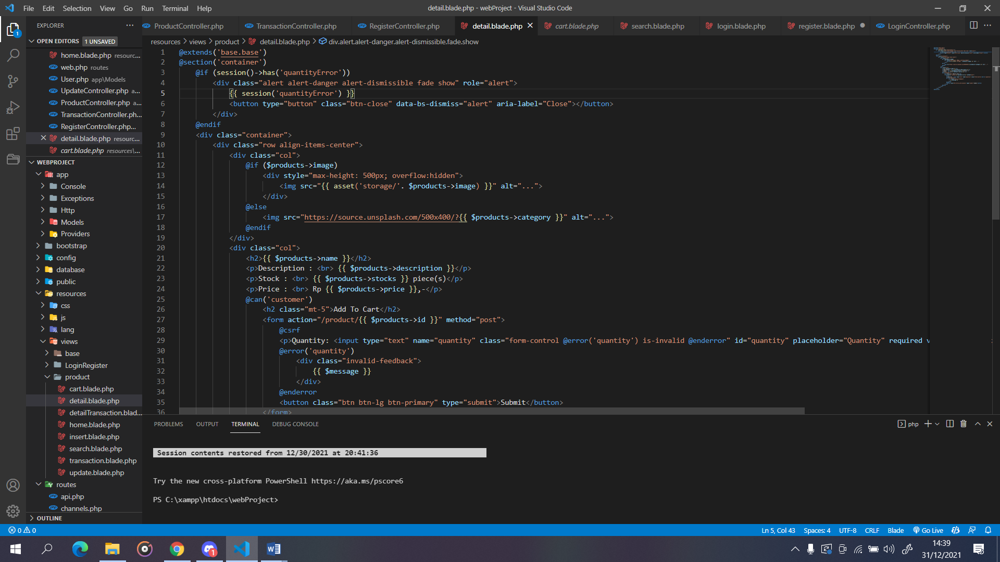 File Edit Selection View Go Run Terminal Help
detail.blade.php - webProject - Visual Studio Code
EXPLORER
ProductController.php
TransactionController.php
RegisterController.php
detail.blade.php
cart.blade.php
search.blade.php
login.blade.php
register.blade.php
LoginController.php
1
OPEN EDITORS 1 UNSAVED
home.blade.php resourc...
web.php routes
User.php app\Models
UpdateController.php a...
ProductController.php a...
TransactionController.ph...
RegisterController.php...
detail.blade.php resourc...
cart.blade.php resources\...
WEBPROJECT
app
Console
Exceptions
Http
Models
Providers
bootstrap
config
database
public
resources
css
js
lang
views
base
LoginRegister
product
cart.blade.php
detail.blade.php
detailTransaction.blad...
home.blade.php
insert.blade.php
search.blade.php
transaction.blade.php
update.blade.php
routes
api.php
channels.php
OUTLINE
resources > views > product > detail.blade.php > div.alert.alert-danger.alert-dismissible.fade.show
1 @extends('base.base')
2 @section('container')
3 @if (session()->has('quantityError'))
4 <div class="alert alert-danger alert-dismissible fade show" role="alert">
5 {{ session('quantityError') }}
6 <button type="button" class="btn-close" data-bs-dismiss="alert" aria-label="Close"></button>
7 </div>
8 @endif
9 <div class="container">
10 <div class="row align-items-center">
11 <div class="col">
12 @if ($products->image)
13 <div style="max-height: 500px; overflow:hidden">
14 <img src="{{ asset('storage/'. $products->image) }}" alt="...">
15 </div>
16 @else
17 <img src="https://source.unsplash.com/500x400/?{{ $products->category }}" alt="...">
18 @endif
19 </div>
20 <div class="col">
21 <h2>{{ $products->name }}</h2>
22 <p>Description : <br> {{ $products->description }}</p>
23 <p>Stock : <br> {{ $products->stocks }} piece(s)</p>
24 <p>Price : <br> Rp {{ $products->price }},-</p>
25 @can('customer')
26 <h2 class="mt-5">Add To Cart</h2>
27 <form action="/product/{{ $products->id }}" method="post">
28 @csrf
29 <p>Quantity: <input type="text" name="quantity" class="form-control @error('quantity') is-invalid @enderror" id="quantity" placeholder="Quantity" required v
30 @error('quantity')
31 <div class="invalid-feedback">
32 {{ $message }}
33 </div>
34 @enderror
35 <button class="btn btn-lg btn-primary" type="submit">Submit</button>
36 </form>
PROBLEMS OUTPUT TERMINAL DEBUG CONSOLE
php
Session contents restored from 12/30/2021 at 20:41:36
Try the new cross-platform PowerShell https://aka.ms/pscore6
PS C:\xampp\htdocs\webProject>
0 0
Ln 5, Col 43 Spaces: 4 UTF-8 CRLF Blade Go Live
1
14:39
31/12/2021